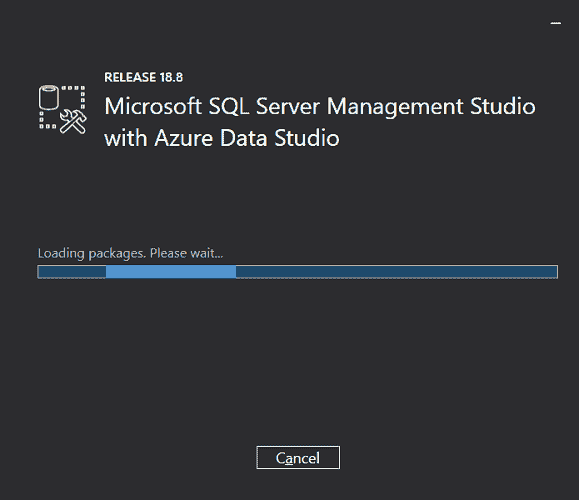 RELEASE 18.8
Microsoft SQL Server Management Studio
with Azure Data Studio
Loading packages. Please wait...
Cancel